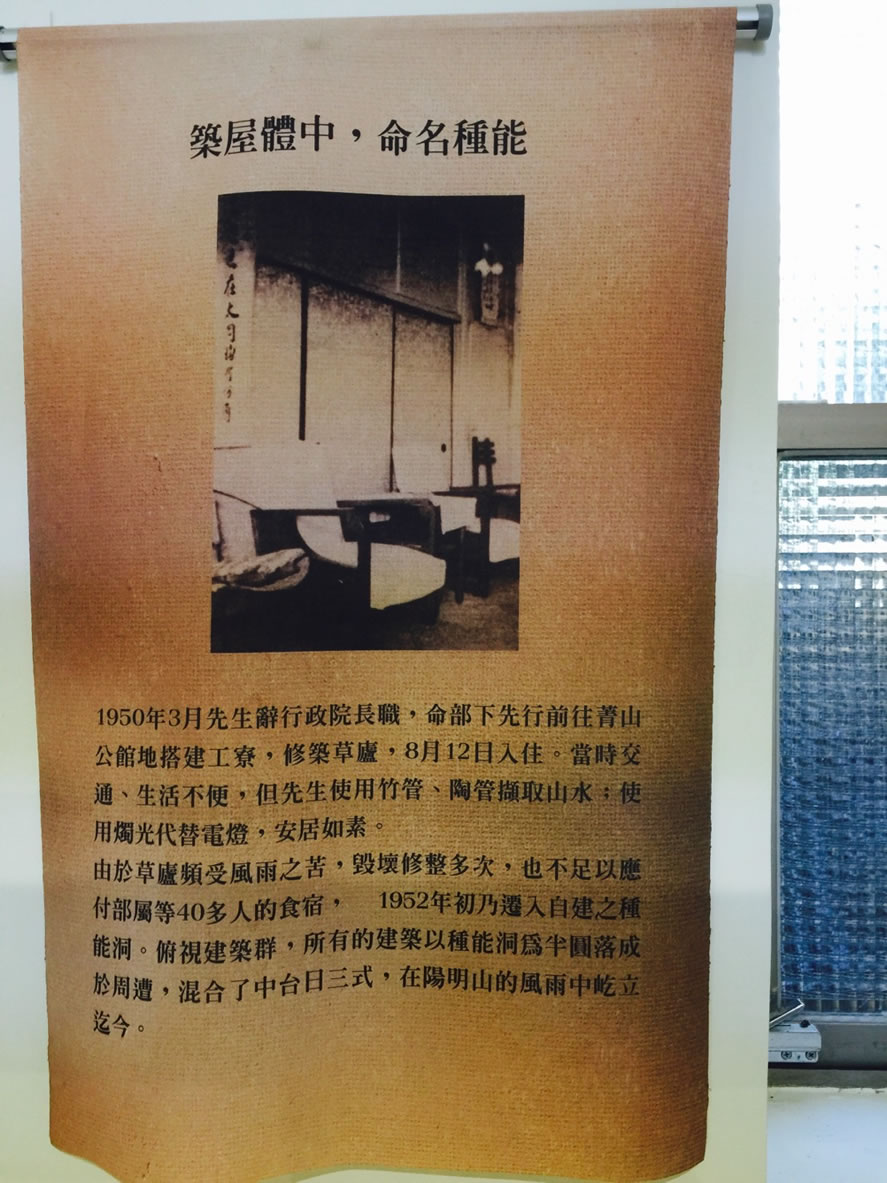 築屋體中，命名種能
1950年3月先生辭行政院長職，命部下先行前往菁山
公館地搭建工寮，修築草廬，8月12日入住。當時交
通、生活不便，但先生使用竹管、陶管擷取山水；使
用燭光代替電燈，安居如素。
由於草廬頻受風雨之苦，毀壞修整多次，也不足以應
付部屬等40多人的食宿， 1952年初乃遷入自建之種
能洞。俯視建築群，所有的建築以種能洞爲半圓落成
於周遭，混合了中台日三式，在陽明山的風雨中屹立
迄今。